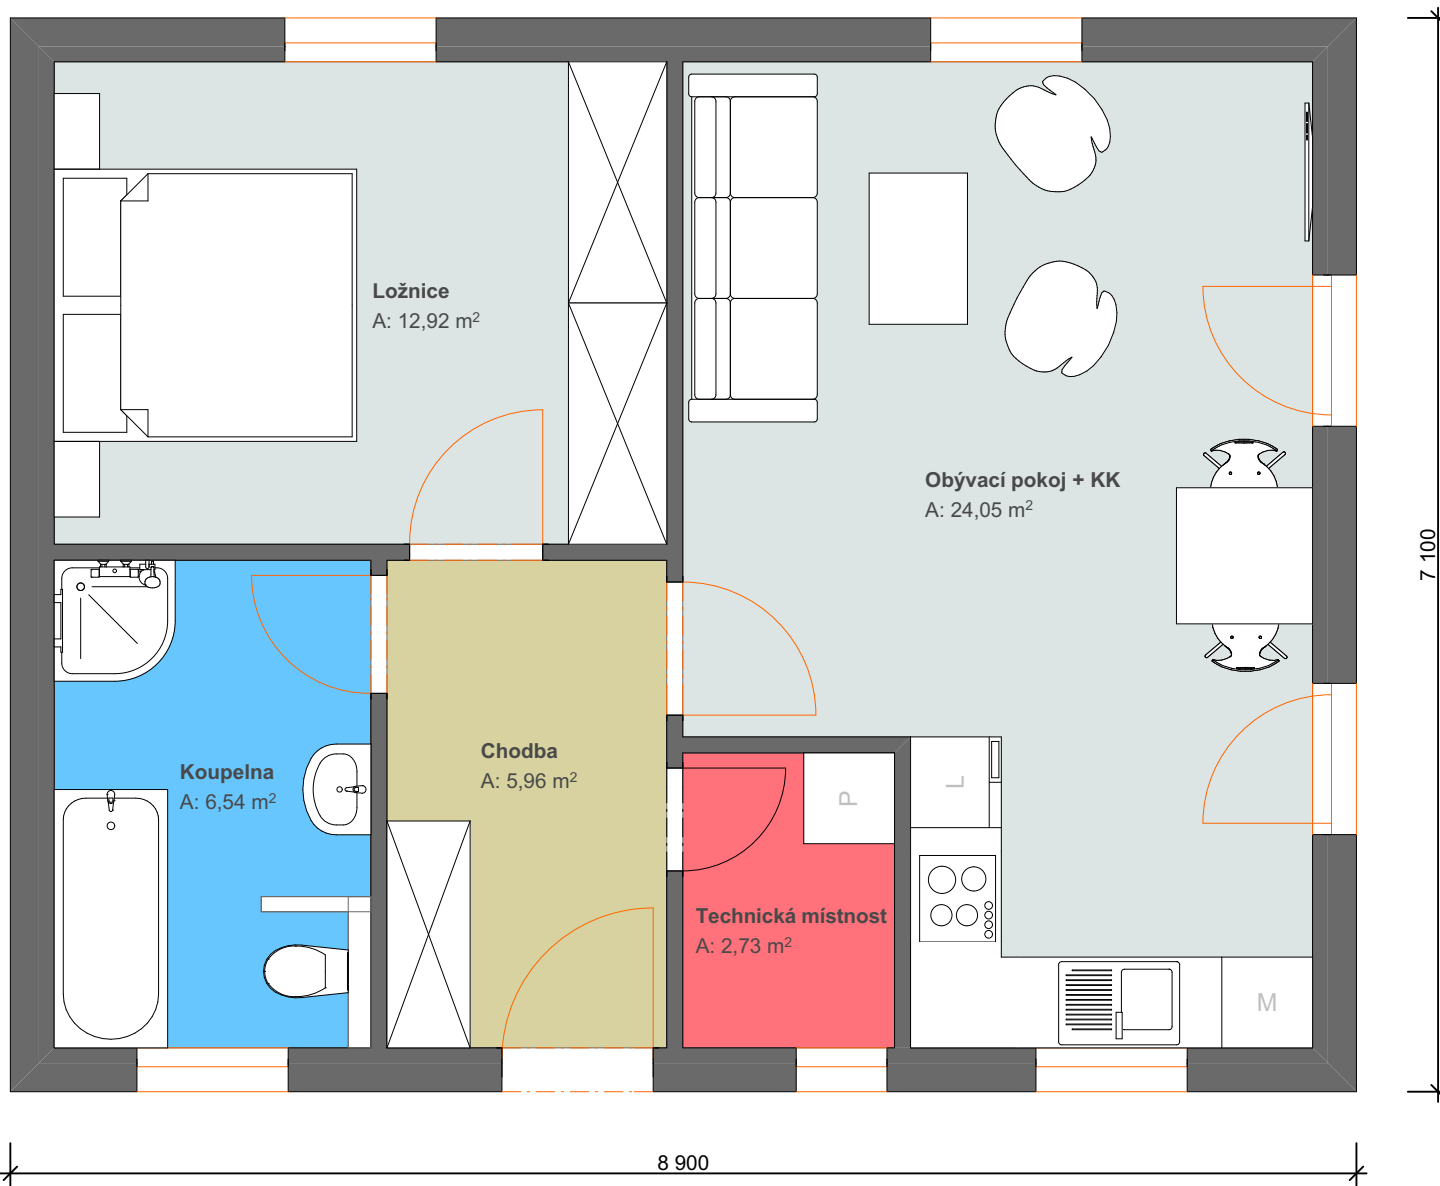 Ložnice
A: 12,92 m²
Obývací pokoj + KK
A: 24,05 m²
7 100
Chodba
A: 5,96 m²
Koupelna
A: 6,54 m²
L
P
Technická místnost
A: 2,73 m²
M
8 900